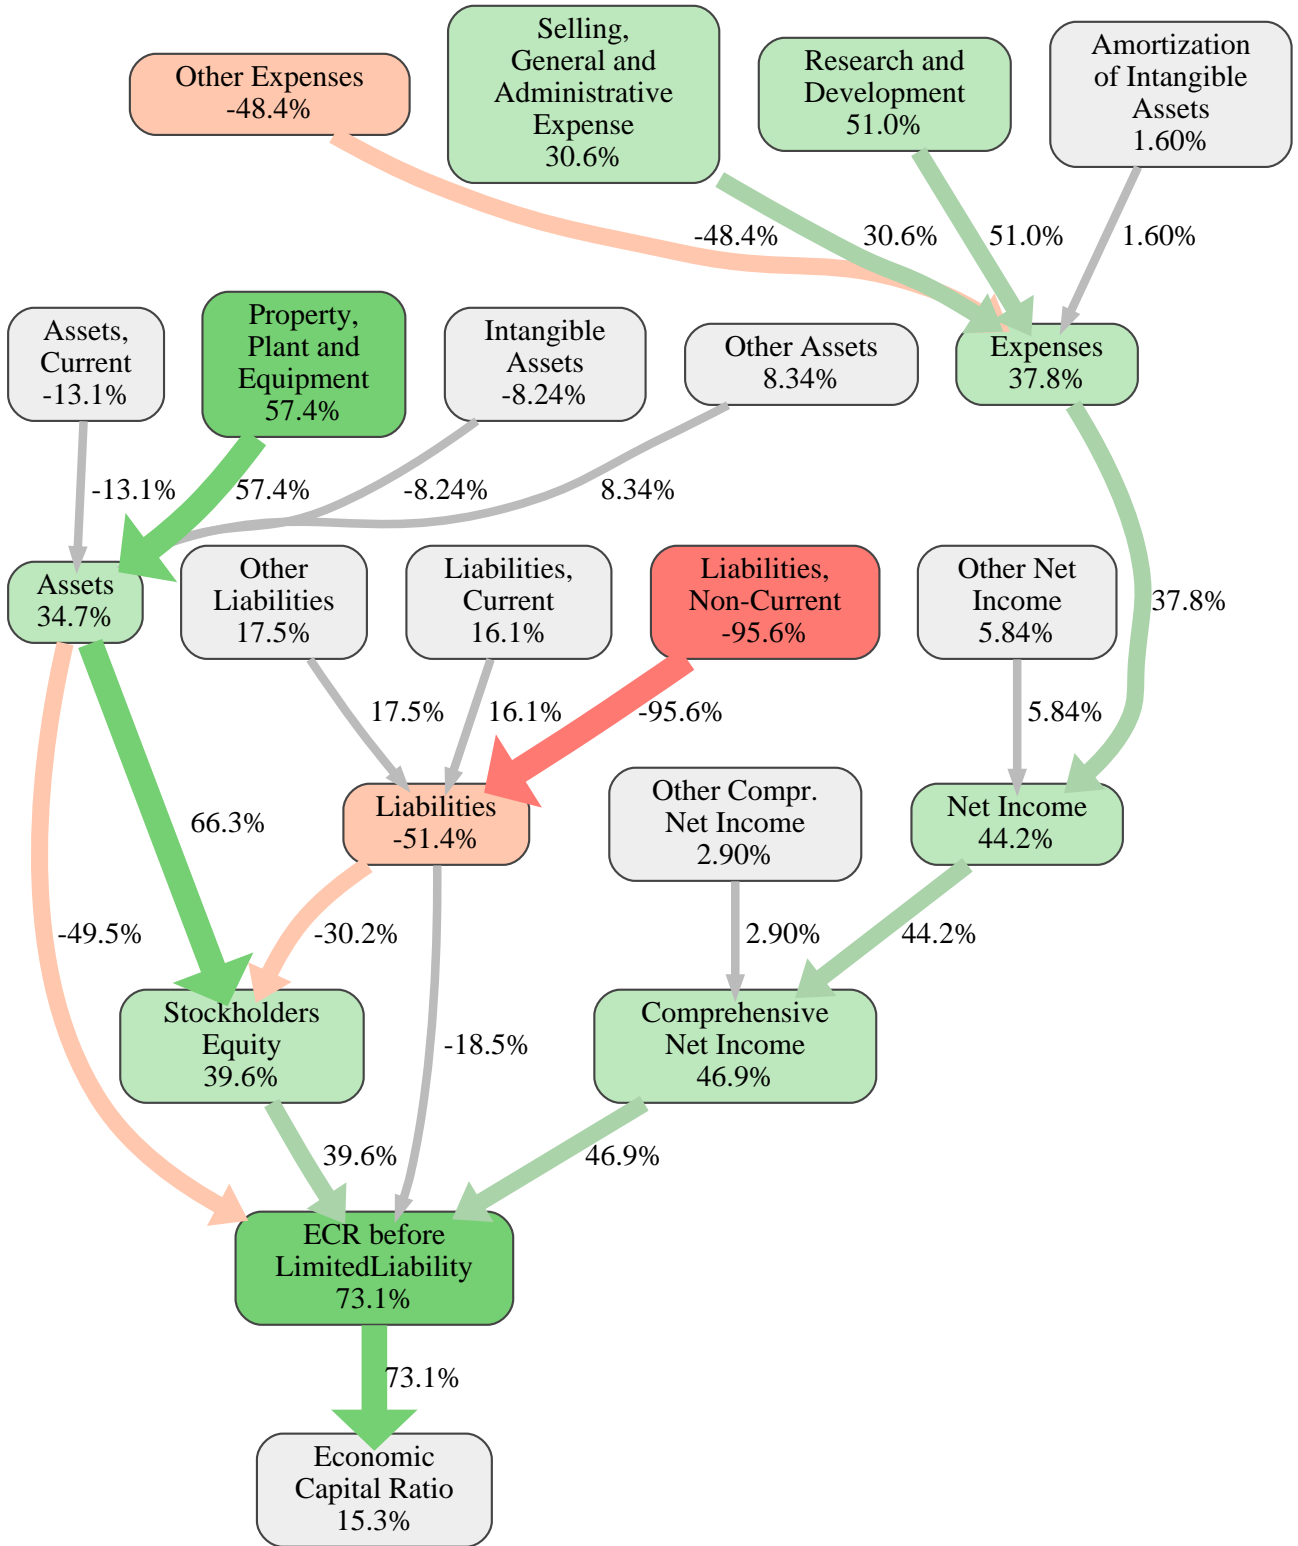 Other Expenses
-48.4%
Selling,
General and
Administrative
Expense
30.6%
Research and
Development
51.0%
Amortization
of Intangible
Assets
1.60%
-48.4%
30.6%
51.0%
1.60%
Assets,
Current
-13.1%
Property,
Plant and
Equipment
57.4%
Intangible
Assets
-8.24%
Other Assets
8.34%
Expenses
37.8%
-13.1%
57.4%
-8.24%
8.34%
37.8%
Assets
34.7%
Other
Liabilities
17.5%
Liabilities,
Current
16.1%
Liabilities,
Non-Current
-95.6%
Other Net
Income
5.84%
17.5%
16.1%
-95.6%
5.84%
66.3%
Liabilities
-51.4%
Other Compr.
Net Income
2.90%
Net Income
44.2%
-49.5%
-30.2%
2.90%
44.2%
Stockholders
Equity
39.6%
-18.5%
Comprehensive
Net Income
46.9%
39.6%
46.9%
ECR before
LimitedLiability
73.1%
73.1%
Economic
Capital Ratio
15.3%